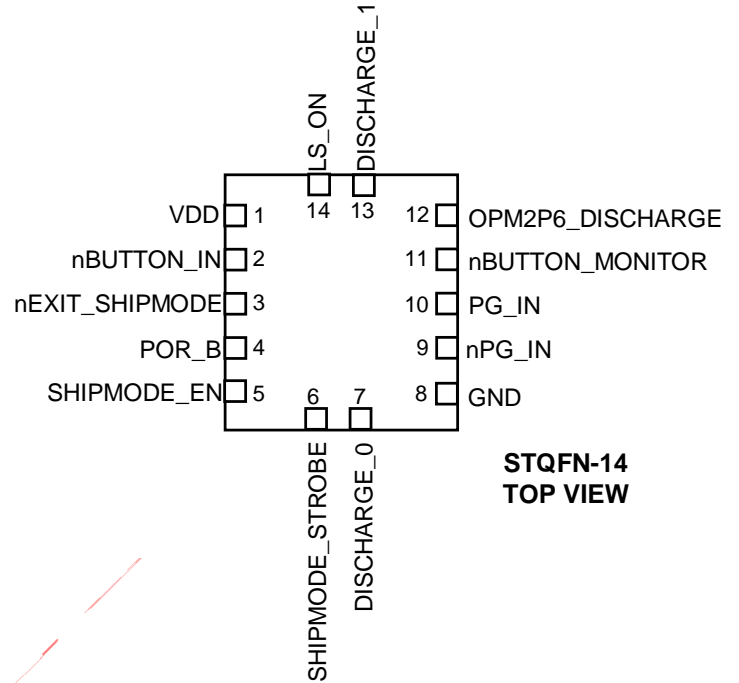 DISCHARGE_1
LS_ON
14
13
VDD 1
nBUTTON_IN 2
nEXIT_SHIPMODE 3
POR_B 4
SHIPMODE_EN 5
12 OPM2P6_DISCHARGE
11 nBUTTON_MONITOR
10 PG_IN
9 nPG_IN
8 GND
6
7
SHIPMODE_STROBE
DISCHARGE_0
STQFN-14
TOP VIEW